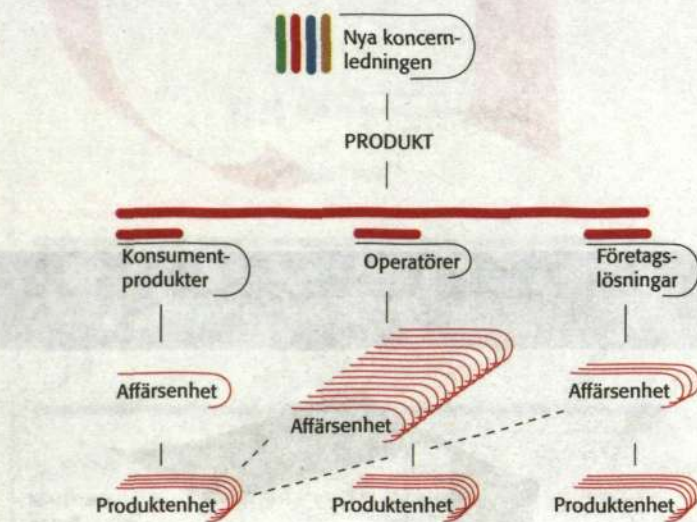 Nya koncern-
ledningen
PRODUKT
Konsument-
produkter
Operatörer
Företags-
lösningar
Affärsenhet
Affärsenhet
Affärsenhet
Produktenhet
Produktenhet
Produktenhet